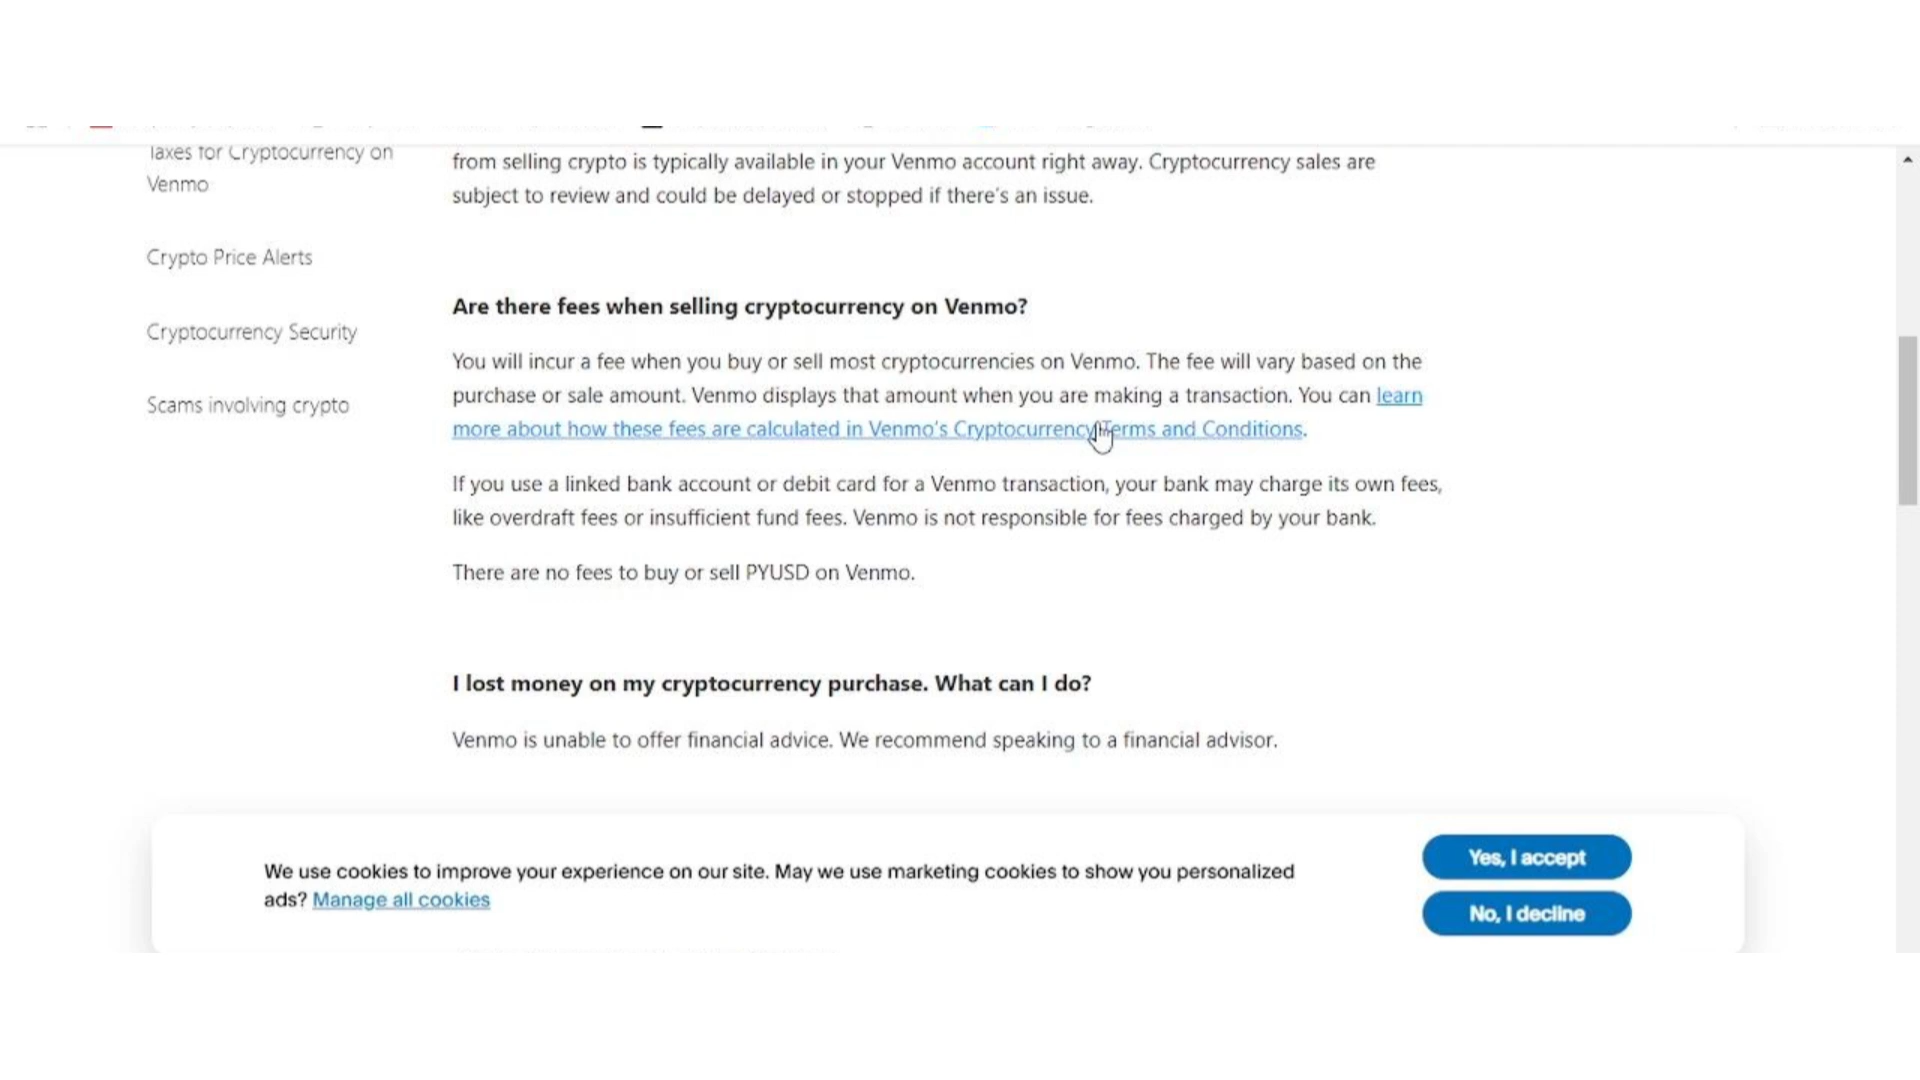 Taxes for Cryptocurrency on
Venmo
Crypto Price Alerts
Cryptocurrency Security
Scams involving crypto
from selling crypto is typically available in your Venmo account right away. Cryptocurrency sales are
subject to review and could be delayed or stopped if there's an issue.
Are there fees when selling cryptocurrency on Venmo?
You will incur a fee when you buy or sell most cryptocurrencies on Venmo. The fee will vary based on the
purchase or sale amount. Venmo displays that amount when you are making a transaction. You can learn
more about how these fees are calculated in Venmo's Cryptocurrency Terms and Conditions.
If you use a linked bank account or debit card for a Venmo transaction, your bank may charge its own fees,
like overdraft fees or insufficient fund fees. Venmo is not responsible for fees charged by your bank.
There are no fees to buy or sell PYUSD on Venmo.
I lost money on my cryptocurrency purchase. What can I do?
Venmo is unable to offer financial advice. We recommend speaking to a financial advisor.
We use cookies to improve your experience on our site. May we use marketing cookies to show you personalized
ads? Manage all cookies
Yes, I accept
No, I decline